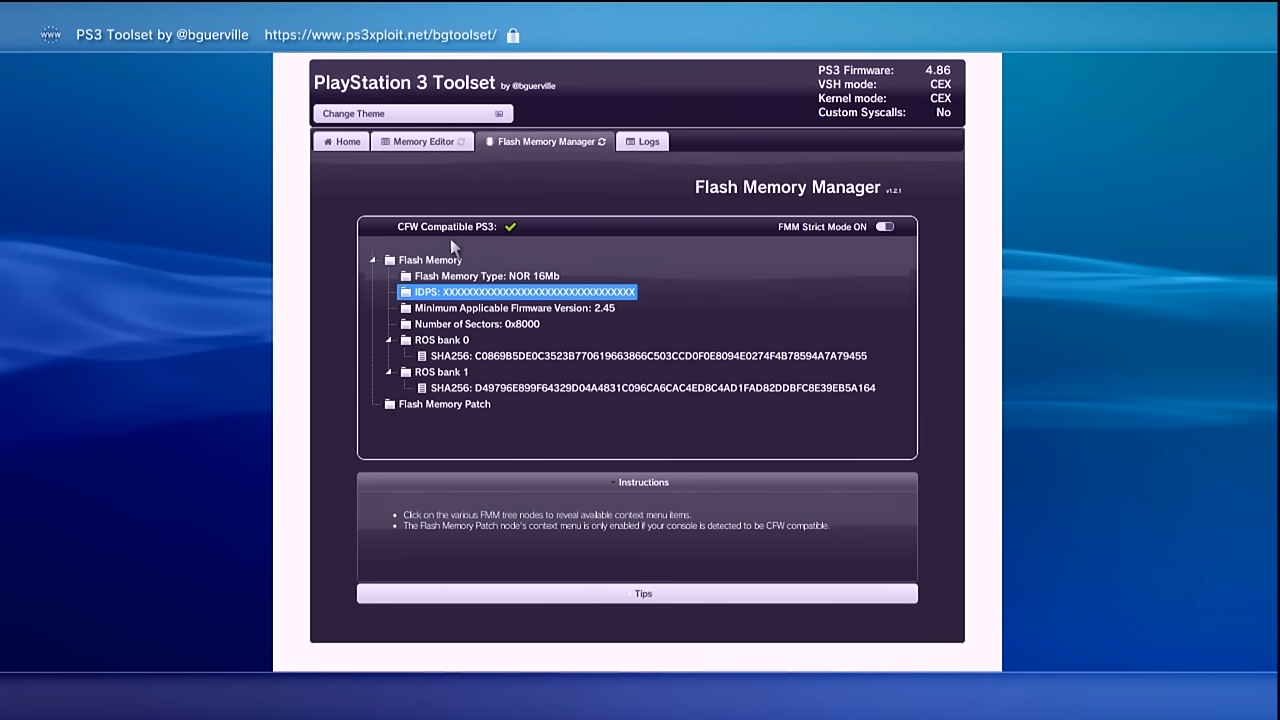 www PS3 Toolset by @bguerville https://www.ps3xploit.net/bgtoolset/
PlayStation 3 Toolset by @bguerville
PS3 Firmware: 4.86
VSH mode: CEX
Kernel mode: CEX
Custom Syscalls: No
Change Theme
Home Memory Editor Flash Memory Manager Logs
Flash Memory Manager v1.2.1
CFW Compatible PS3: FMM Strict Mode ON
Flash Memory
Flash Memory Type: NOR 16Mb
IDPS: XXXXXXXXXXXXXXXXXXXXXXXXXXXXXXXX
Minimum Applicable Firmware Version: 2.45
Number of Sectors: 0x8000
ROS bank 0
SHA256: C0869B5DE0C3523B770619663866C503CCD0F0E8094E0274F4B78594A7A79455
ROS bank 1
SHA256: D49796E899F64329D04A4831C096CA6CAC4ED8C4AD1FAD82DDBFC8E39EB5A164
Flash Memory Patch
Instructions
Click on the various FMM tree nodes to reveal available context menu items.
The Flash Memory Patch node's context menu is only enabled if your console is detected to be CFW compatible.
Tips